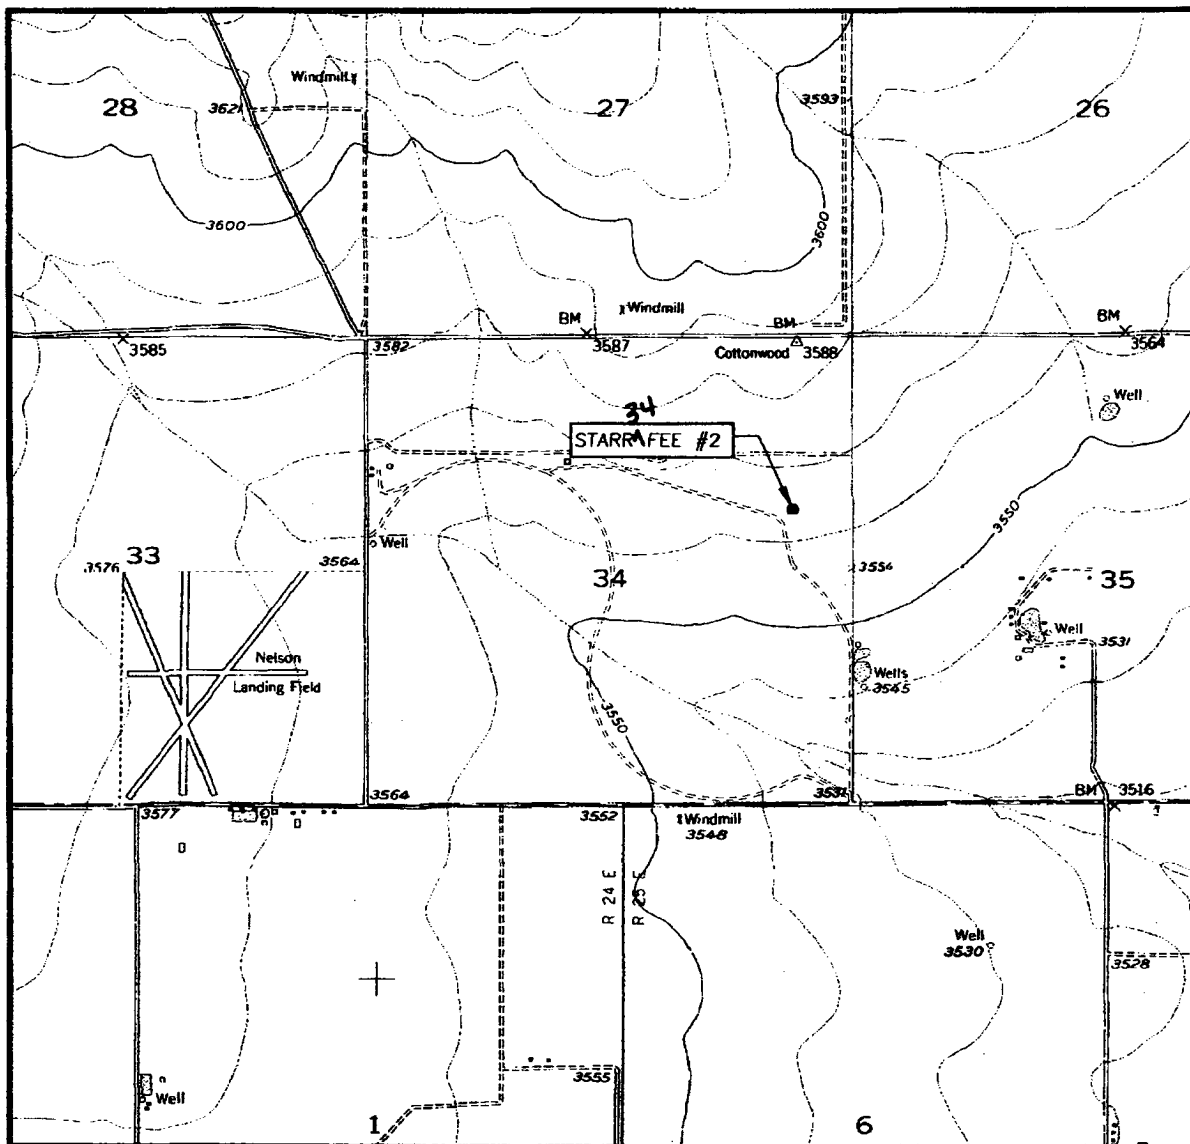 Windmill
28
3621
27
3593
26
3600
3600
Windmill
BM
BM
BM
3585
3582
3587
Cottonwood
3588
3564
Well
34
STARR ^ FEE #2
3550
Well
33
3576
3564
34
3554
35
Well
3531
Nelson
Landing Field
Wells
3545
3550
3564
3531
BM
3516
3577
3552
Windmill
3548
R 24 E
R 25 E
Well
3530
3528
3555
Well
1
6